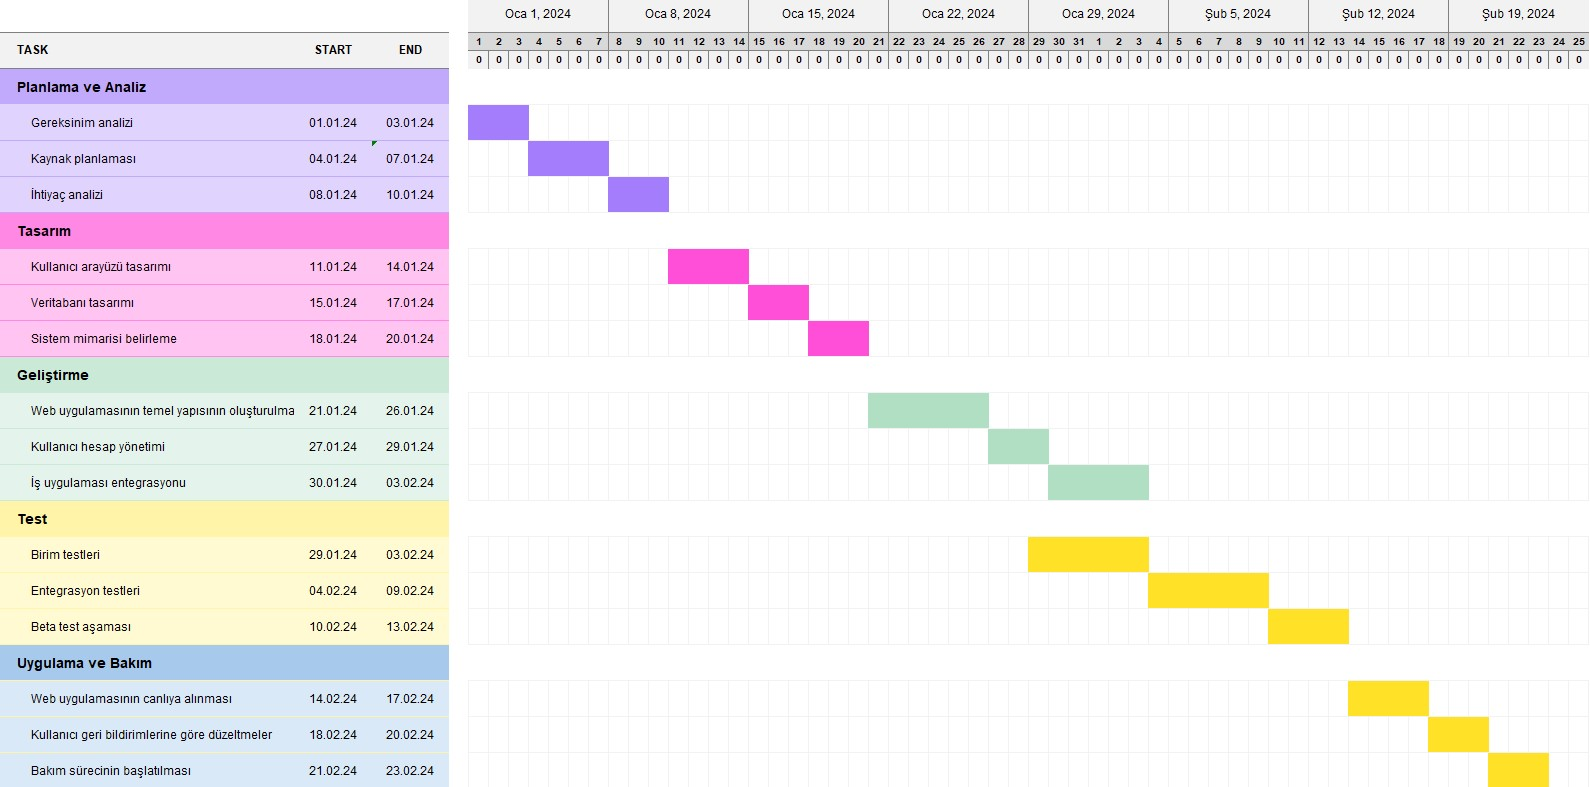 Oca 1, 2024 Oca 8, 2024 Oca 15, 2024 Oca 22, 2024 Oca 29, 2024 Şub 5, 2024 Şub 12, 2024 Şub 19, 2024
TASK START END 1 2 3 4 5 6 7 8 9 10 11 12 13 14 15 16 17 18 19 20 21 22 23 24 25 26 27 28 29 30 31 1 2 3 4 5 6 7 8 9 10 11 12 13 14 15 16 17 18 19 20 21 22 23 24 25
0 0 0 0 0 0 0 0 0 0 0 0 0 0 0 0 0 0 0 0 0 0 0 0 0 0 0 0 0 0 0 0 0 0 0 0 0 0 0 0 0 0 0 0 0 0 0 0 0 0 0 0 0 0 0 0
Planlama ve Analiz
Gereksinim analizi 01.01.24 03.01.24
Kaynak planlaması 04.01.24 07.01.24
İhtiyaç analizi 08.01.24 10.01.24
Tasarım
Kullanıcı arayüzü tasarımı 11.01.24 14.01.24
Veritabanı tasarımı 15.01.24 17.01.24
Sistem mimarisi belirleme 18.01.24 20.01.24
Geliştirme
Web uygulamasının temel yapısının oluşturulma 21.01.24 26.01.24
Kullanıcı hesap yönetimi 27.01.24 29.01.24
İş uygulaması entegrasyonu 30.01.24 03.02.24
Test
Birim testleri 29.01.24 03.02.24
Entegrasyon testleri 04.02.24 09.02.24
Beta test aşaması 10.02.24 13.02.24
Uygulama ve Bakım
Web uygulamasının canlıya alınması 14.02.24 17.02.24
Kullanıcı geri bildirimlerine göre düzeltmeler 18.02.24 20.02.24
Bakım sürecinin başlatılması 21.02.24 23.02.24